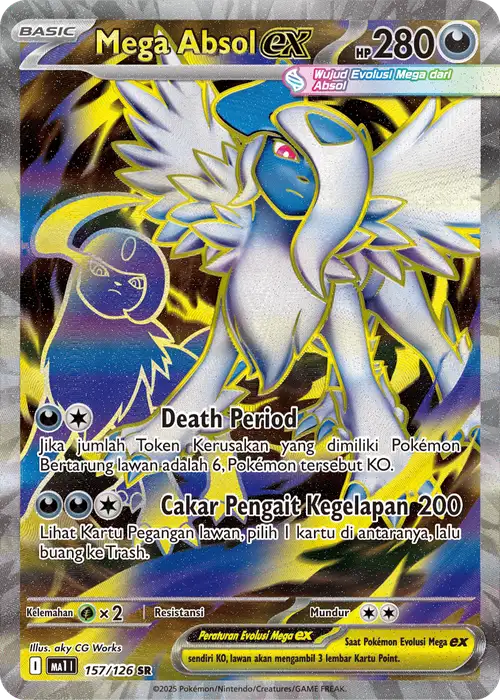 BASIC Mega Absol ex HP 280
Wujud Evolusi Mega dari
Absol
Death Period
Jika jumlah Token Kerusakan yang dimiliki Pokémon
Bertarung lawan adalah 6, Pokémon tersebut KO.
Cakar Pengait Kegelapan 200
Lihat Kartu Pegangan lawan, pilih 1 kartu di antaranya, lalu
buang ke Trash.
Kelemahan ×2 Resistansi Mundur
Illus. aky CG Works
Peraturan Evolusi Mega ex Saat Pokémon Evolusi Mega ex
sendiri KO, lawan akan mengambil 3 lembar Kartu Point.
I MA1 I 157/126 SR
©2025 Pokémon/Nintendo/Creatures/GAME FREAK.